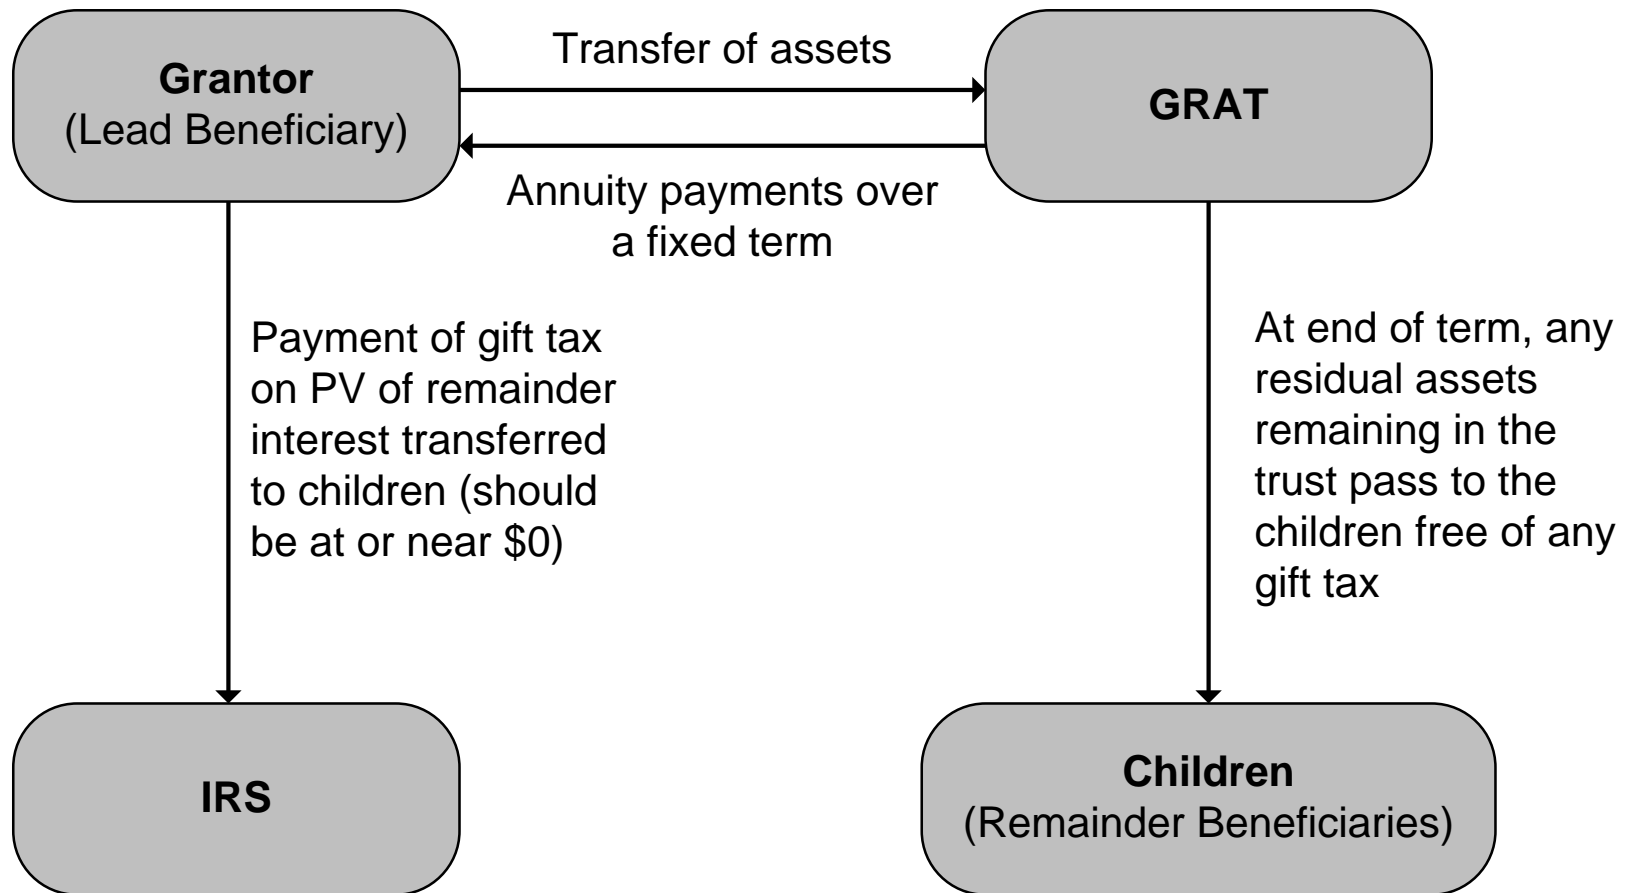 Grantor
(Lead Beneficiary)
Transfer of assets
GRAT
Annuity payments over
a fixed term
Payment of gift tax
on PV of remainder
interest transferred
to children (should
be at or near $0)
At end of term, any
residual assets
remaining in the
trust pass to the
children free of any
gift tax
IRS
Children
(Remainder Beneficiaries)